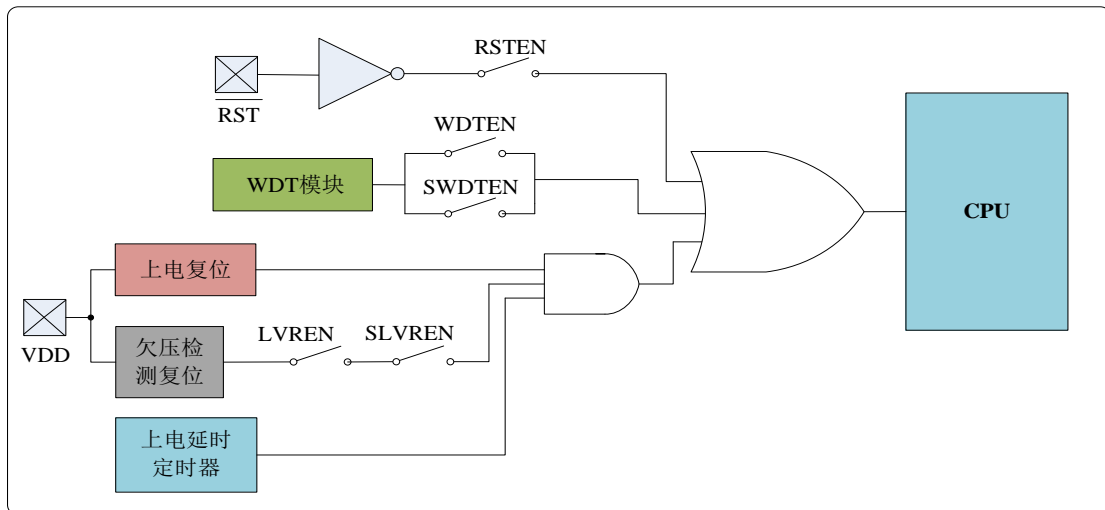 RSTEN
RST
WDTEN
WDT模块
SWDTEN
CPU
上电复位
VDD
欠压检
测复位
LVREN
SLVREN
上电延时
定时器